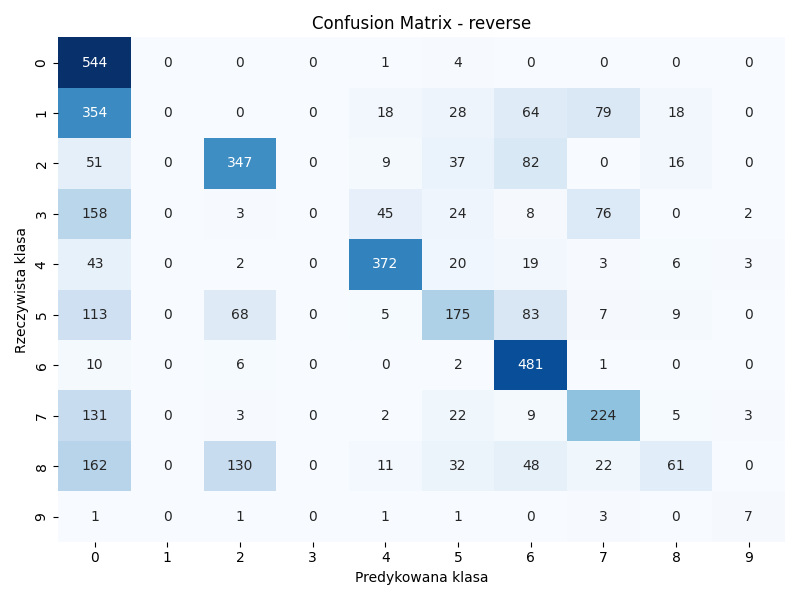 Confusion Matrix - reverse
0 544 0 0 0 1 4 0 0 0 0
1 354 0 0 0 18 28 64 79 18 0
2 51 0 347 0 9 37 82 0 16 0
3 158 0 3 0 45 24 8 76 0 2
4 43 0 2 0 372 20 19 3 6 3
5 113 0 68 0 5 175 83 7 9 0
6 10 0 6 0 0 2 481 1 0 0
7 131 0 3 0 2 22 9 224 5 3
8 162 0 130 0 11 32 48 22 61 0
9 1 0 1 0 1 1 0 3 0 7
0 1 2 3 4 5 6 7 8 9
Rzeczywista klasa
Predykowana klasa